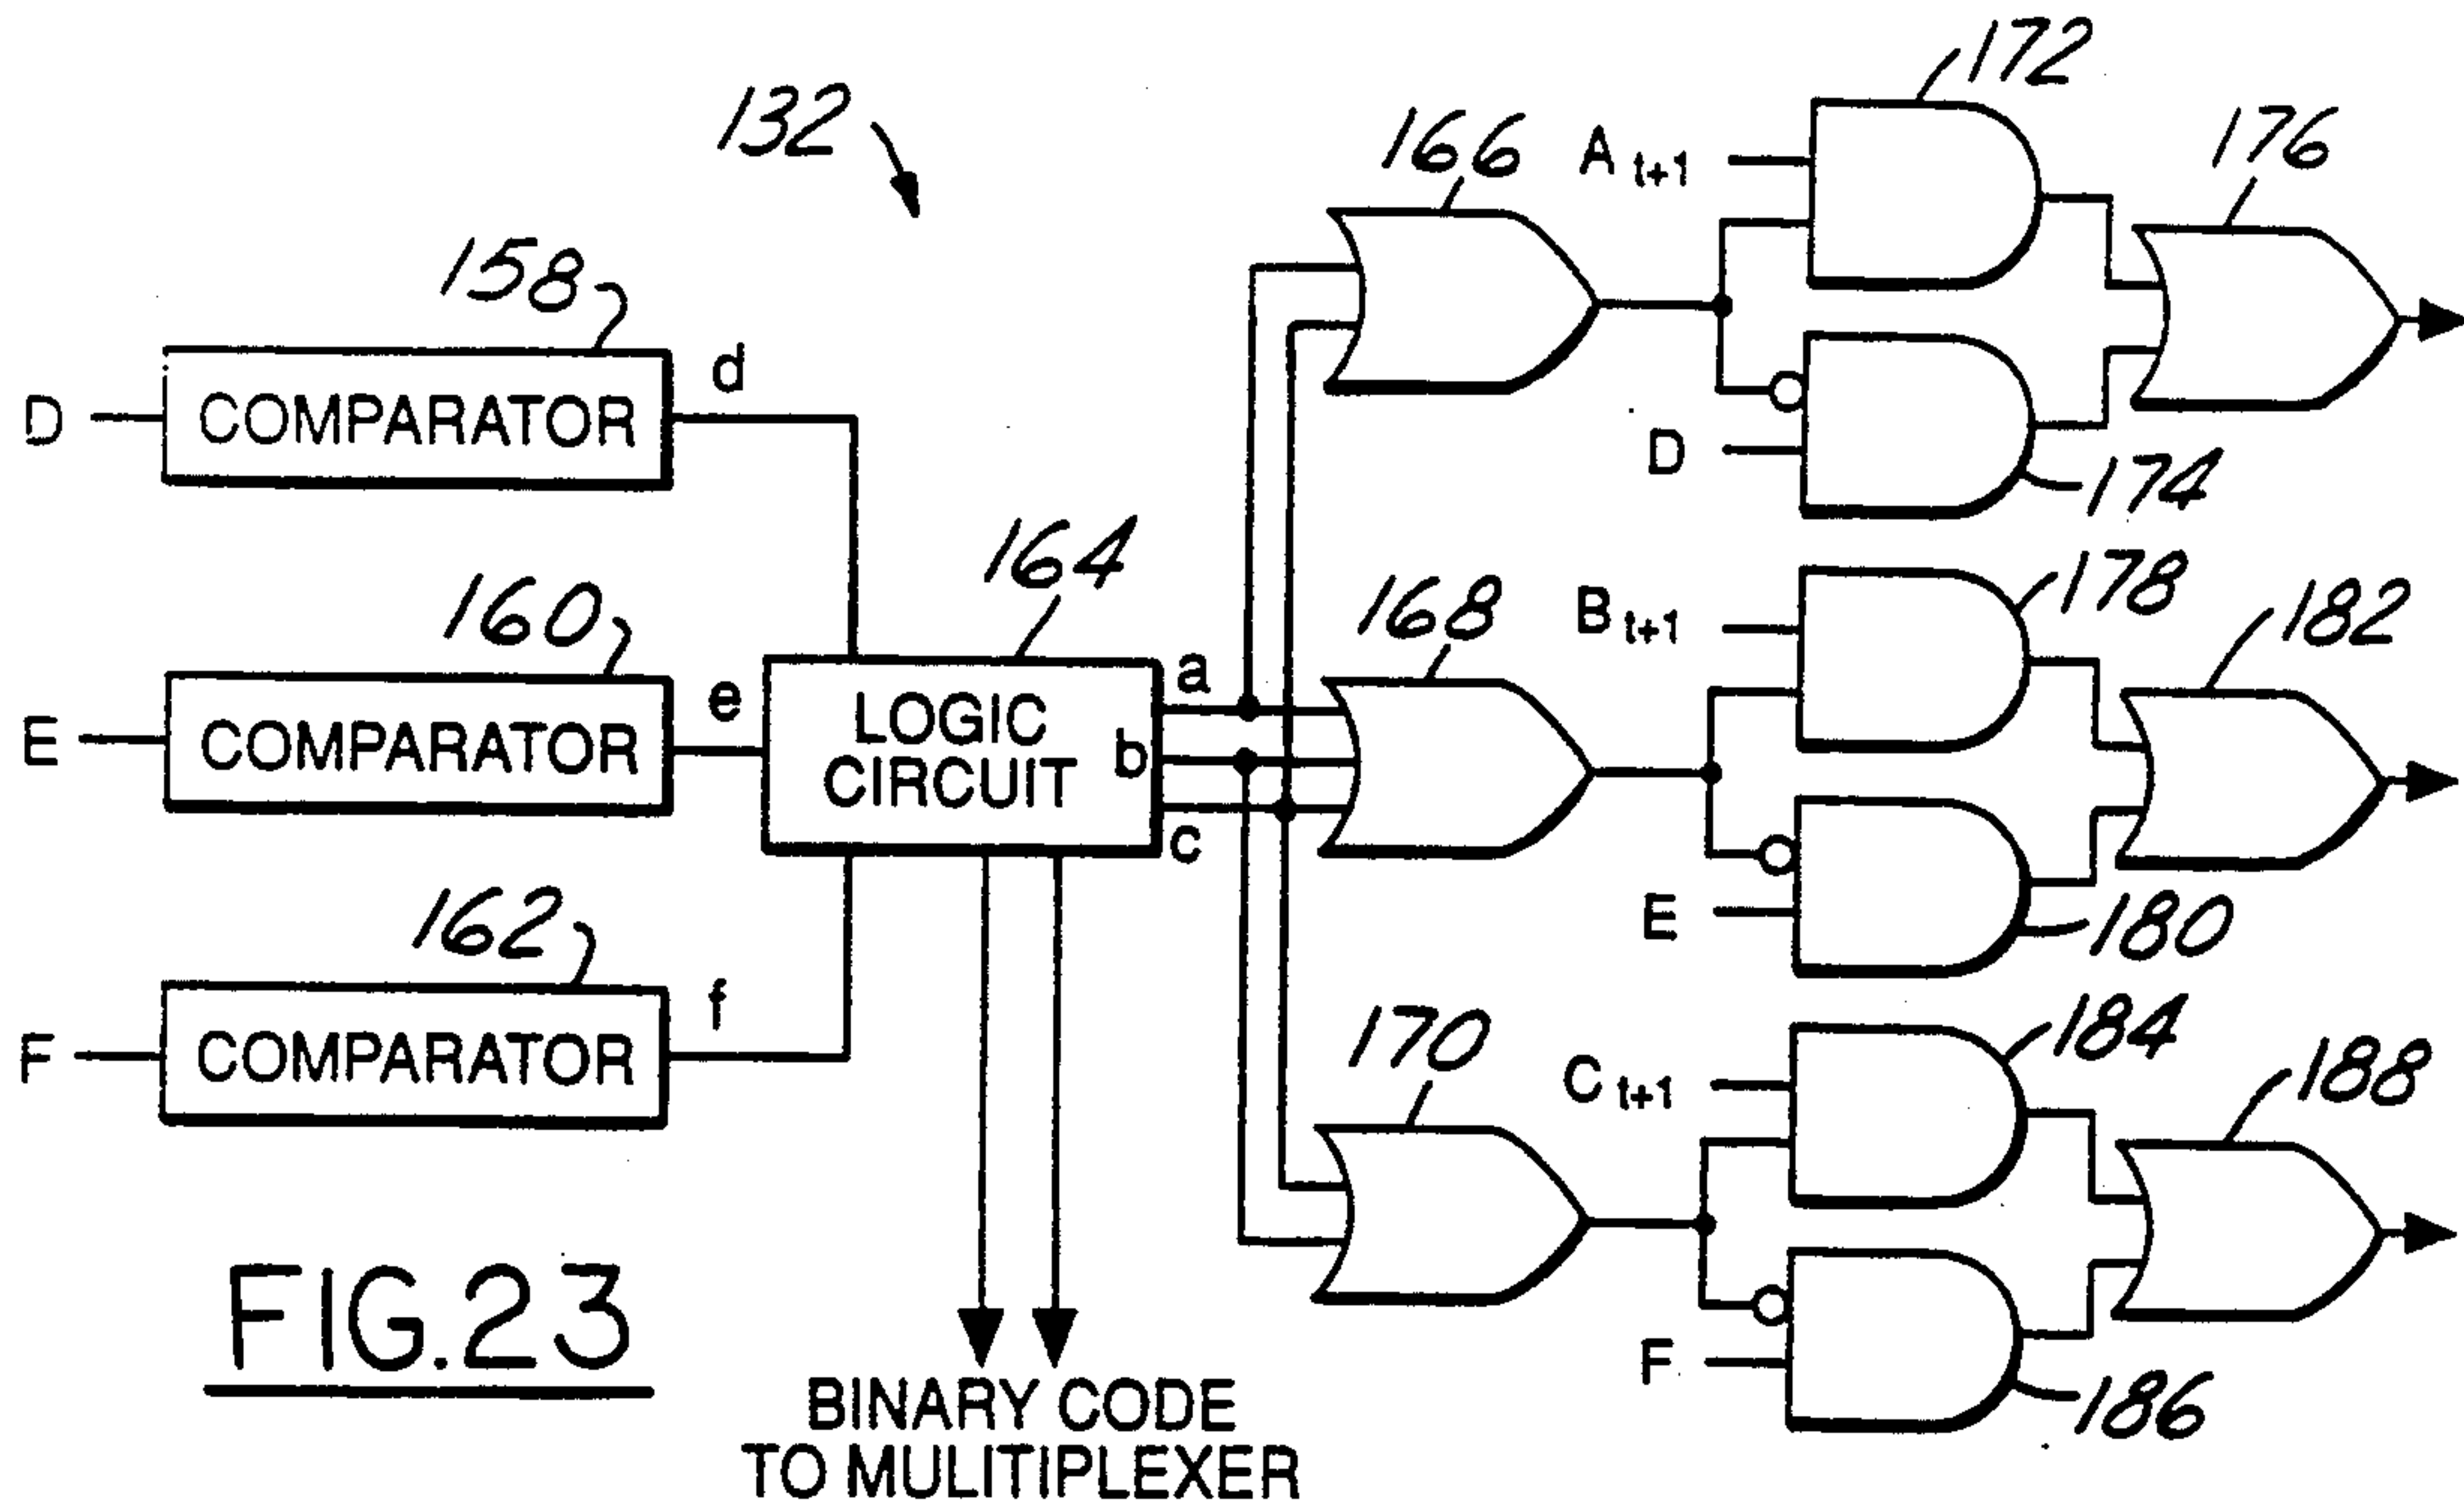 132
166
172
A t+1
176
158
D
COMPARATOR
d
D
174
160
E
COMPARATOR
e
164
LOGIC
CIRCUIT
a
b
c
168
B t+1
178
182
E
180
162
F
COMPARATOR
f
170
C t+1
184
188
F
186
FIG.23
BINARY CODE
TO MULITIPLEXER